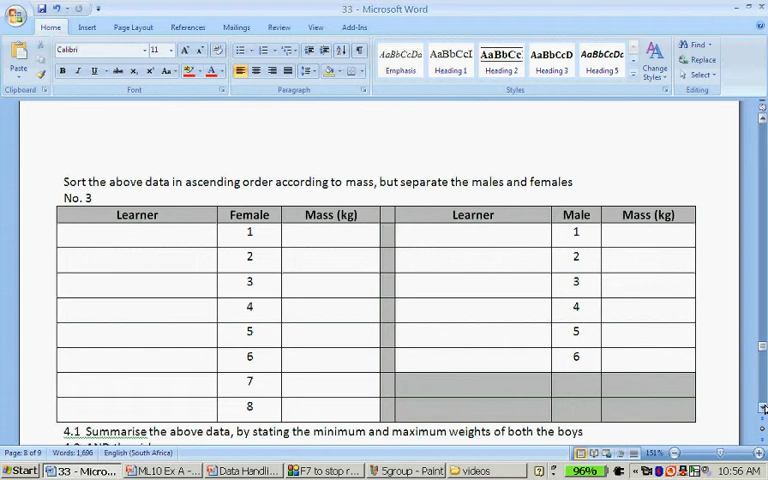 33 - Microsoft Word
Home Insert Page Layout References Mailings Review View Add-Ins
Paste
Calibri 11
AaBbCcDc AaBbCcI AaBbCc AaBbCcD AaBbCcDc
Emphasis Heading 1 Heading 2 Heading 3 Heading 5
Change Styles
Find
Replace
Select
Clipboard Font Paragraph Styles Editing
Sort the above data in ascending order according to mass, but separate the males and females
No. 3
Learner Female Mass (kg) Learner Male Mass (kg)
1 1
2 2
3 3
4 4
5 5
6 6
7
8
4.1 Summarise the above data, by stating the minimum and maximum weights of both the boys
Page: 8 of 9 Words: 1,696 English (South Africa) 151%
Start 33 - Micro... ML10 Ex A - ... Data Handli... F7 to stop r... 5group - Paint videos 96% 10:56 AM